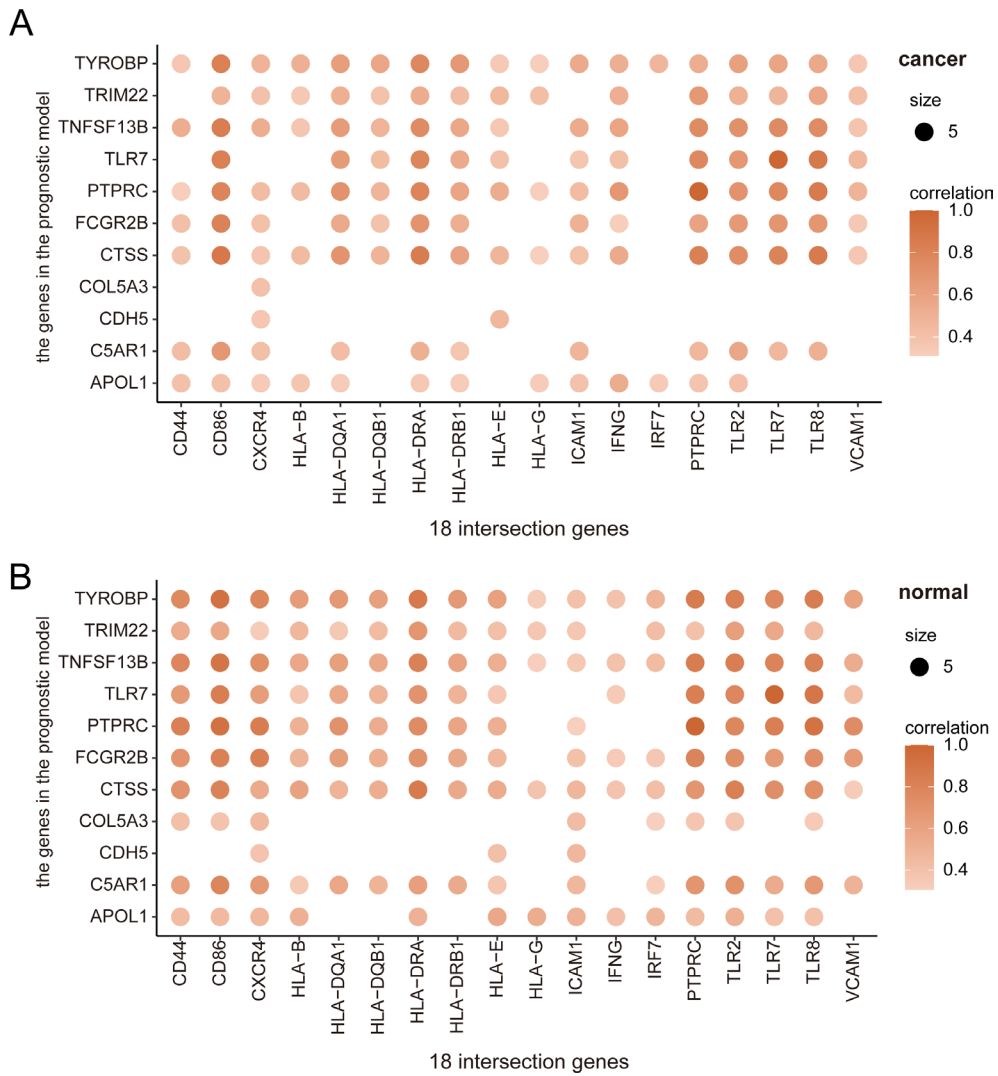 A
the genes in the prognostic model
TYROBP
TRIM22
TNFSF13B
TLR7
PTPRC
FCGR2B
CTSS
COL5A3
CDH5
C5AR1
APOL1
CD44
CD86
CXCR4
HLA−B
HLA−DQA1
HLA−DQB1
HLA−DRA
HLA−DRB1
HLA−E
HLA−G
ICAM1
IFNG
IRF7
PTPRC
TLR2
TLR7
TLR8
VCAM1
18 intersection genes
cancer
size
5
correlation
1.0
0.8
0.6
0.4
B
the genes in the prognostic model
TYROBP
TRIM22
TNFSF13B
TLR7
PTPRC
FCGR2B
CTSS
COL5A3
CDH5
C5AR1
APOL1
CD44
CD86
CXCR4
HLA−B
HLA−DQA1
HLA−DQB1
HLA−DRA
HLA−DRB1
HLA−E
HLA−G
ICAM1
IFNG
IRF7
PTPRC
TLR2
TLR7
TLR8
VCAM1
18 intersection genes
normal
size
5
correlation
1.0
0.8
0.6
0.4